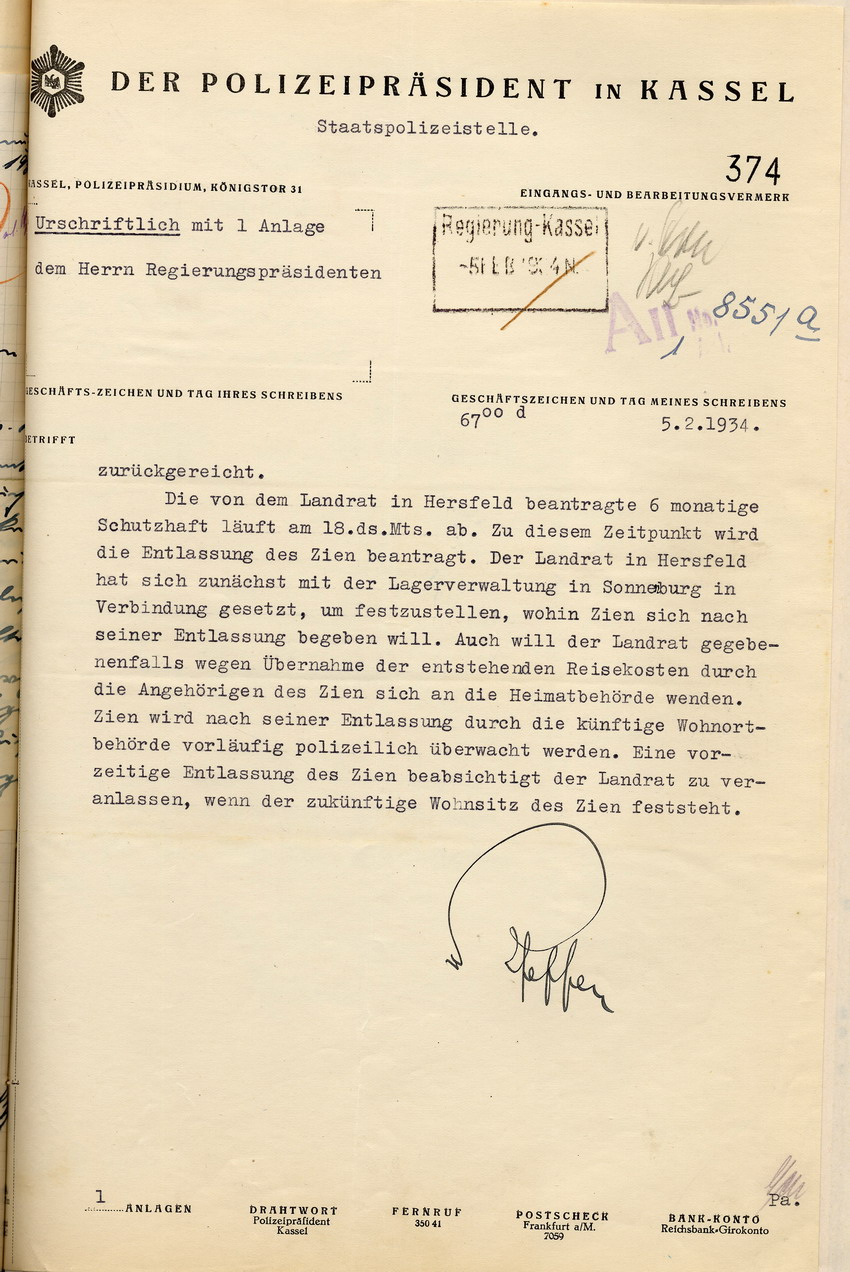 DER POLIZEIPRÄSIDENT IN KASSEL
Staatspolizeistelle.
374
KASSEL, POLIZEIPRÄSIDIUM, KÖNIGSTOR 31
EINGANGS- UND BEARBEITUNGSVERMERK
Urschriftlich mit 1 Anlage
dem Herrn Regierungspräsidenten
Regierung-Kassel
-5 FEB 1934 N
A II
8551 a
1
GESCHÄFTS-ZEICHEN UND TAG IHRES SCHREIBENS
GESCHÄFTSZEICHEN UND TAG MEINES SCHREIBENS
67⁰⁰ d
5.2.1934.
BETRIFFT
zurückgereicht.
Die von dem Landrat in Hersfeld beantragte 6 monatige
Schutzhaft läuft am 18.ds.Mts. ab. Zu diesem Zeitpunkt wird
die Entlassung des Zien beantragt. Der Landrat in Hersfeld
hat sich zunächst mit der Lagerverwaltung in Sonneburg in
Verbindung gesetzt, um festzustellen, wohin Zien sich nach
seiner Entlassung begeben will. Auch will der Landrat gegebe-
nenfalls wegen Übernahme der entstehenden Reisekosten durch
die Angehörigen des Zien sich an die Heimatbehörde wenden.
Zien wird nach seiner Entlassung durch die künftige Wohnort-
behörde vorläufig polizeilich überwacht werden. Eine vor-
zeitige Entlassung des Zien beabsichtigt der Landrat zu ver-
anlassen, wenn der zukünftige Wohnsitz des Zien feststeht.
Pfeffer
1
ANLAGEN
Pa.
DRAHTWORT
Polizeipräsident
Kassel
FERNRUF
350 41
POSTSCHECK
Frankfurt a/M.
7059
BANK-KONTO
Reichsbank-Girokonto